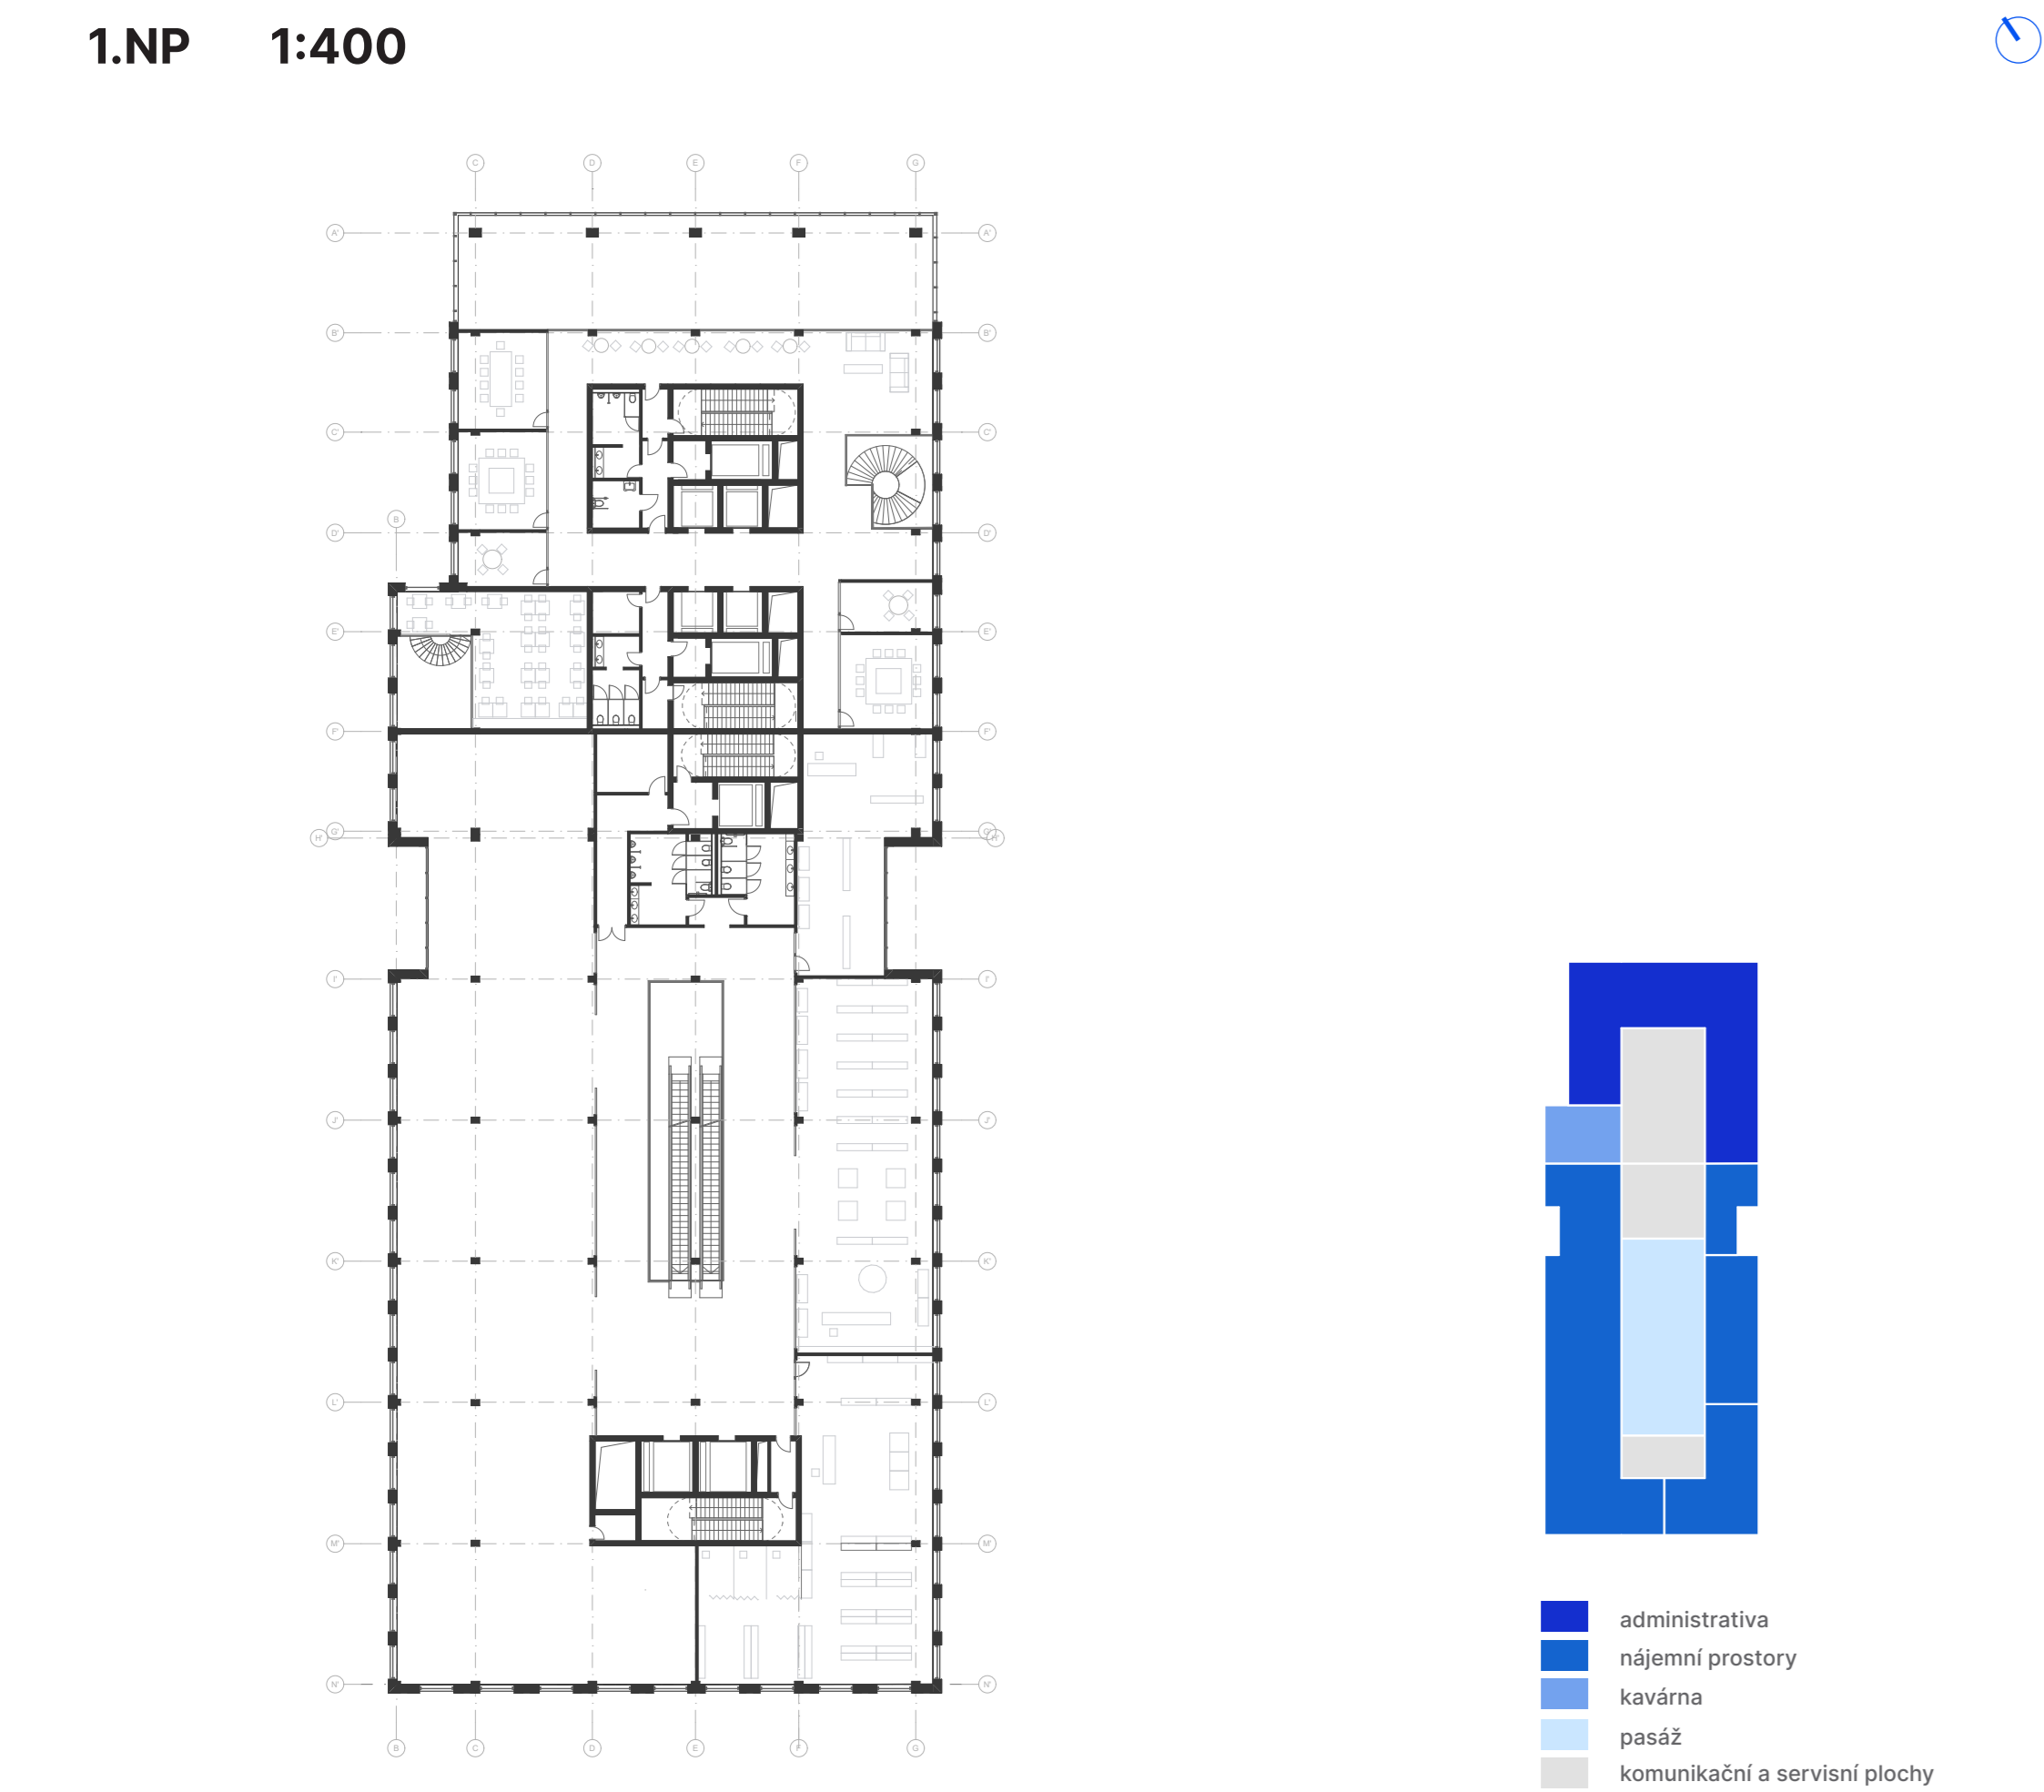 1.NP 1:400
C D E F G
A' A'
B' B'
C' C'
B
D' D'
E' E'
F' F'
G' G'
H' H'
I' I'
J' J'
K' K'
L' L'
M' M'
N' N'
B C D E F G
administrativa
nájemní prostory
kavárna
pasáž
komunikační a servisní plochy